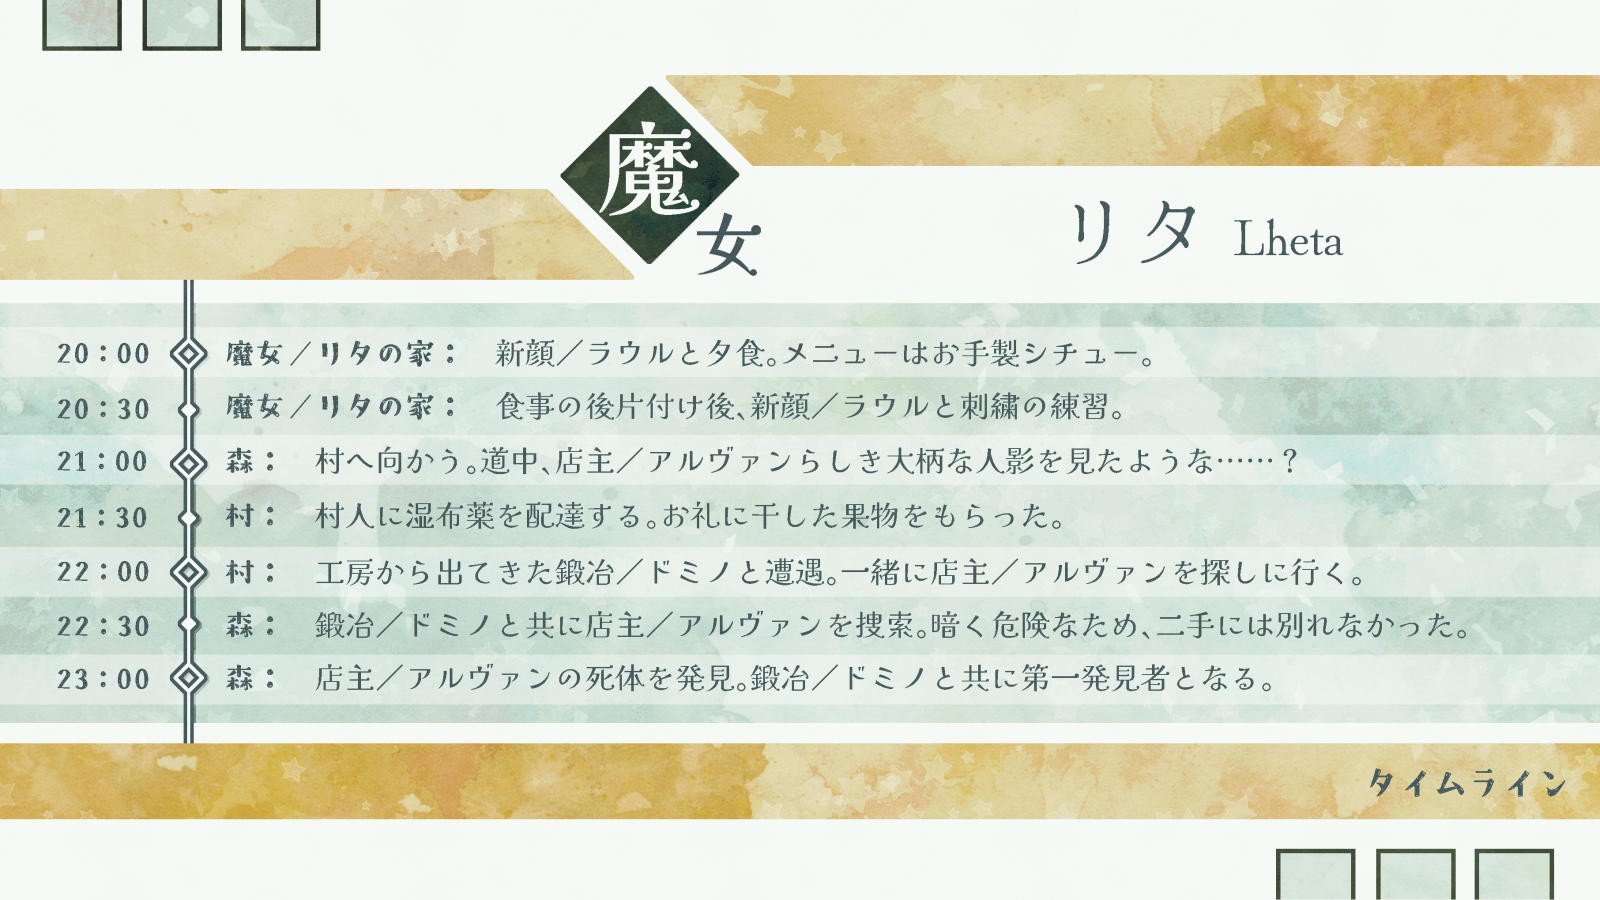 魔女
リタ Lheta
20：00 魔女／リタの家： 新顔／ラウルと夕食。メニューはお手製シチュー。
20：30 魔女／リタの家： 食事の後片付け後、新顔／ラウルと刺繍の練習。
21：00 森： 村へ向かう。道中、店主／アルヴァンらしき大柄な人影を見たような……？
21：30 村： 村人に湿布薬を配達する。お礼に干した果物をもらった。
22：00 村： 工房から出てきた鍛冶／ドミノと遭遇。一緒に店主／アルヴァンを探しに行く。
22：30 森： 鍛冶／ドミノと共に店主／アルヴァンを捜索。暗く危険なため、二手には別れなかった。
23：00 森： 店主／アルヴァンの死体を発見。鍛冶／ドミノと共に第一発見者となる。
タイムライン